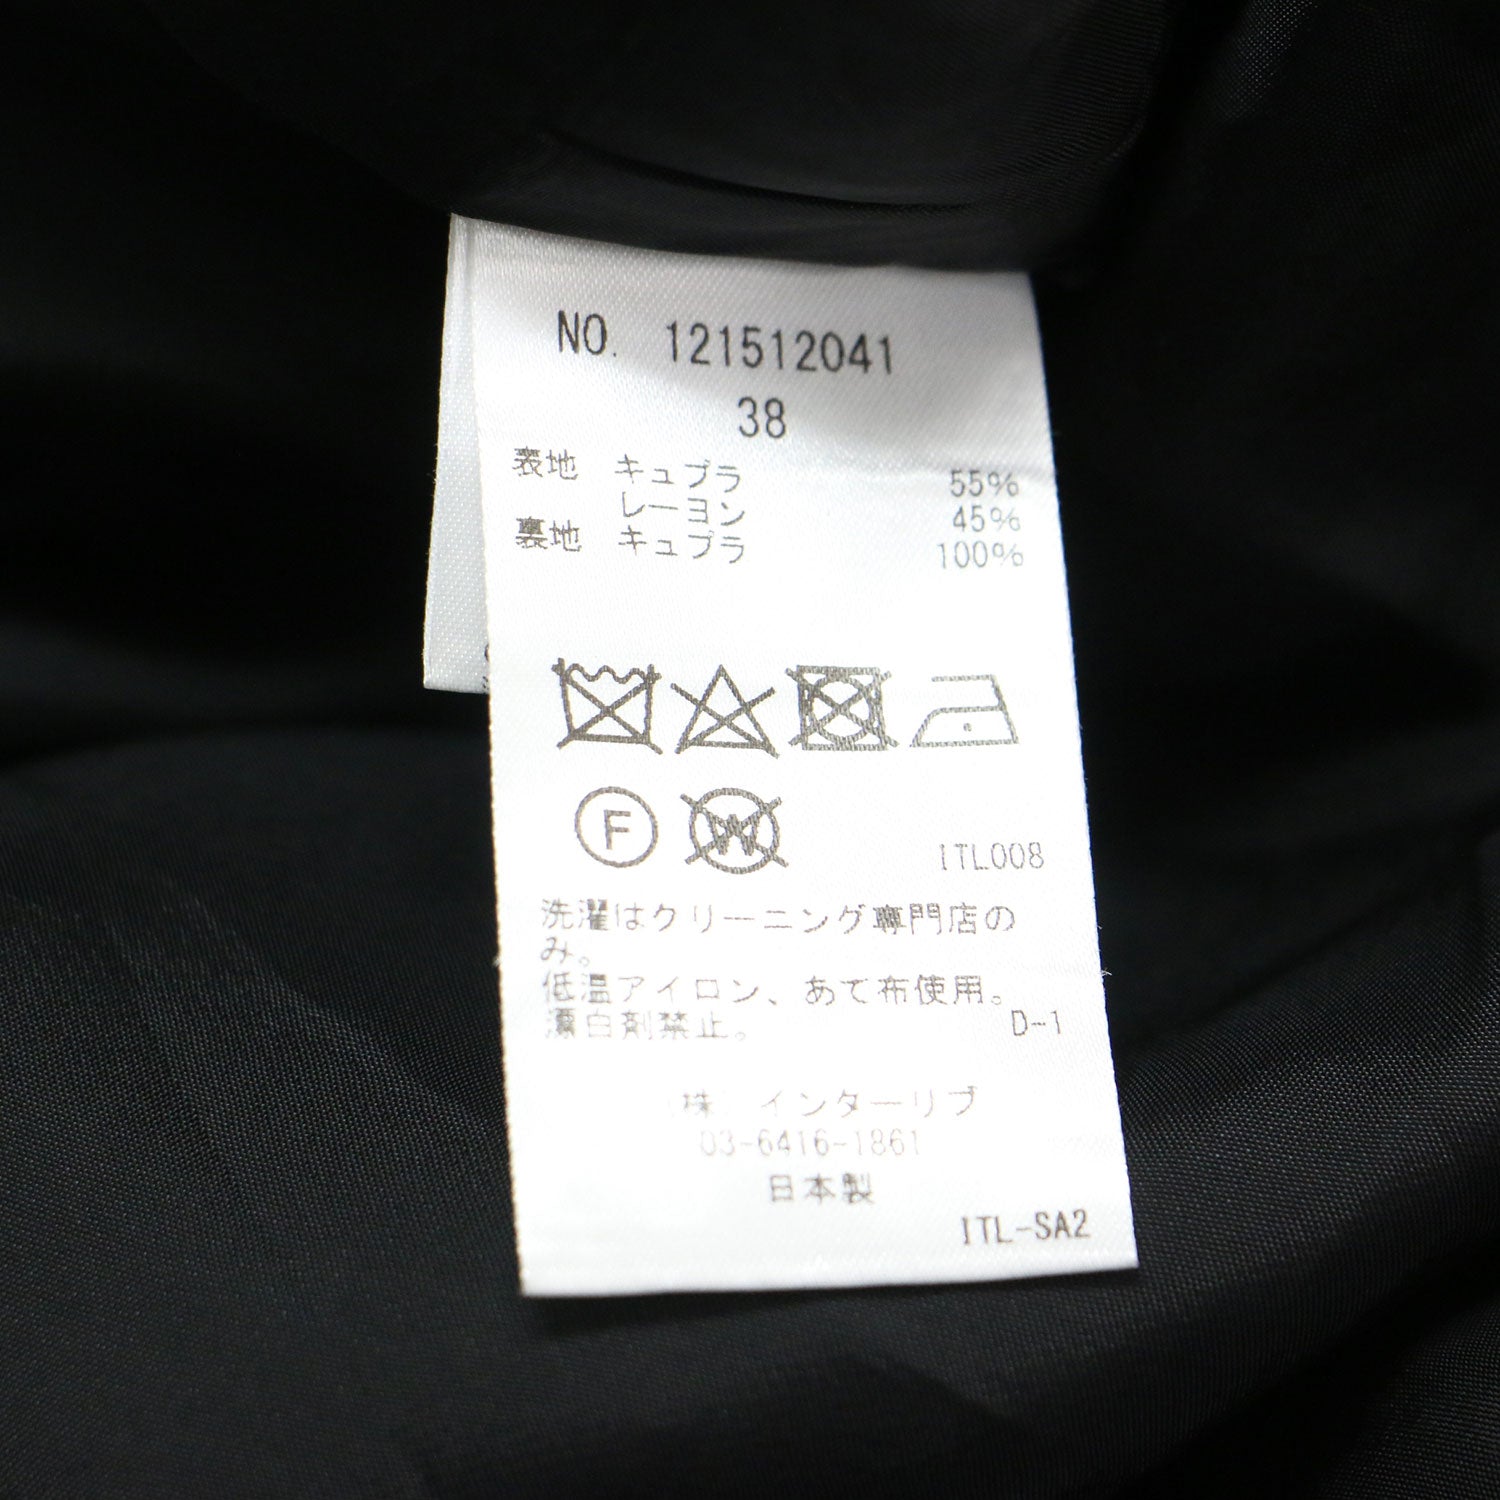 NO. 121512041
38
表地 キュプラ 55%
レーヨン 45%
裏地 キュプラ 100%
F W
ITL008
洗濯はクリーニング専門店の
み。
低温アイロン、あて布使用。
漂白剤禁止。 D-1
(株) インターリブ
03-6416-1861
日本製
ITL-SA2